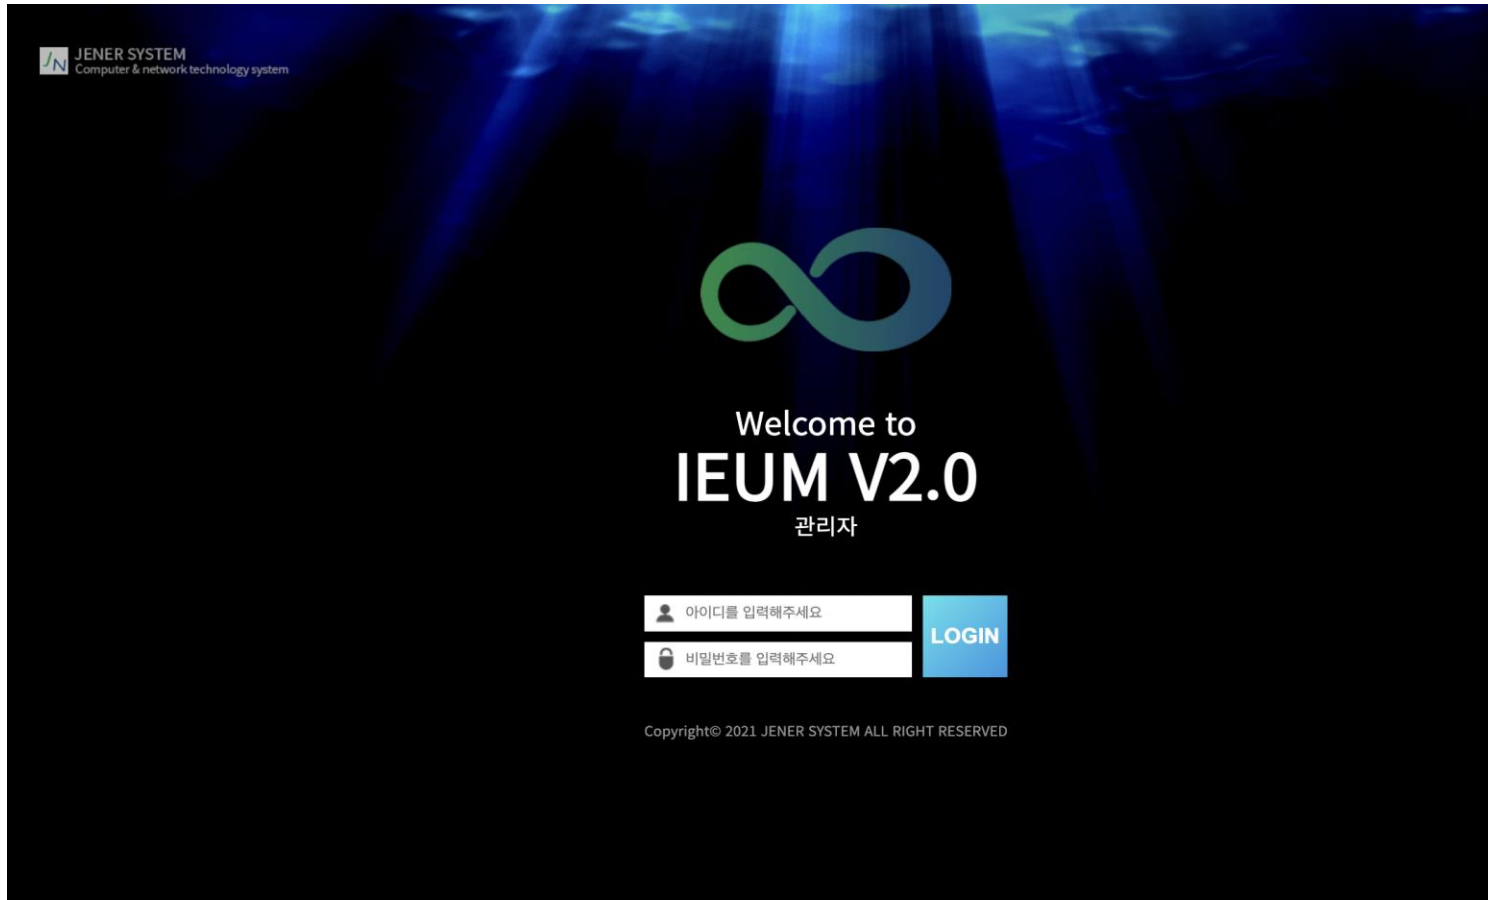 JN
JENER SYSTEM
Computer & network technology system
Welcome to
IEUM V2.0
관리자
아이디를 입력해주세요
비밀번호를 입력해주세요
LOGIN
Copyright© 2021 JENER SYSTEM ALL RIGHT RESERVED